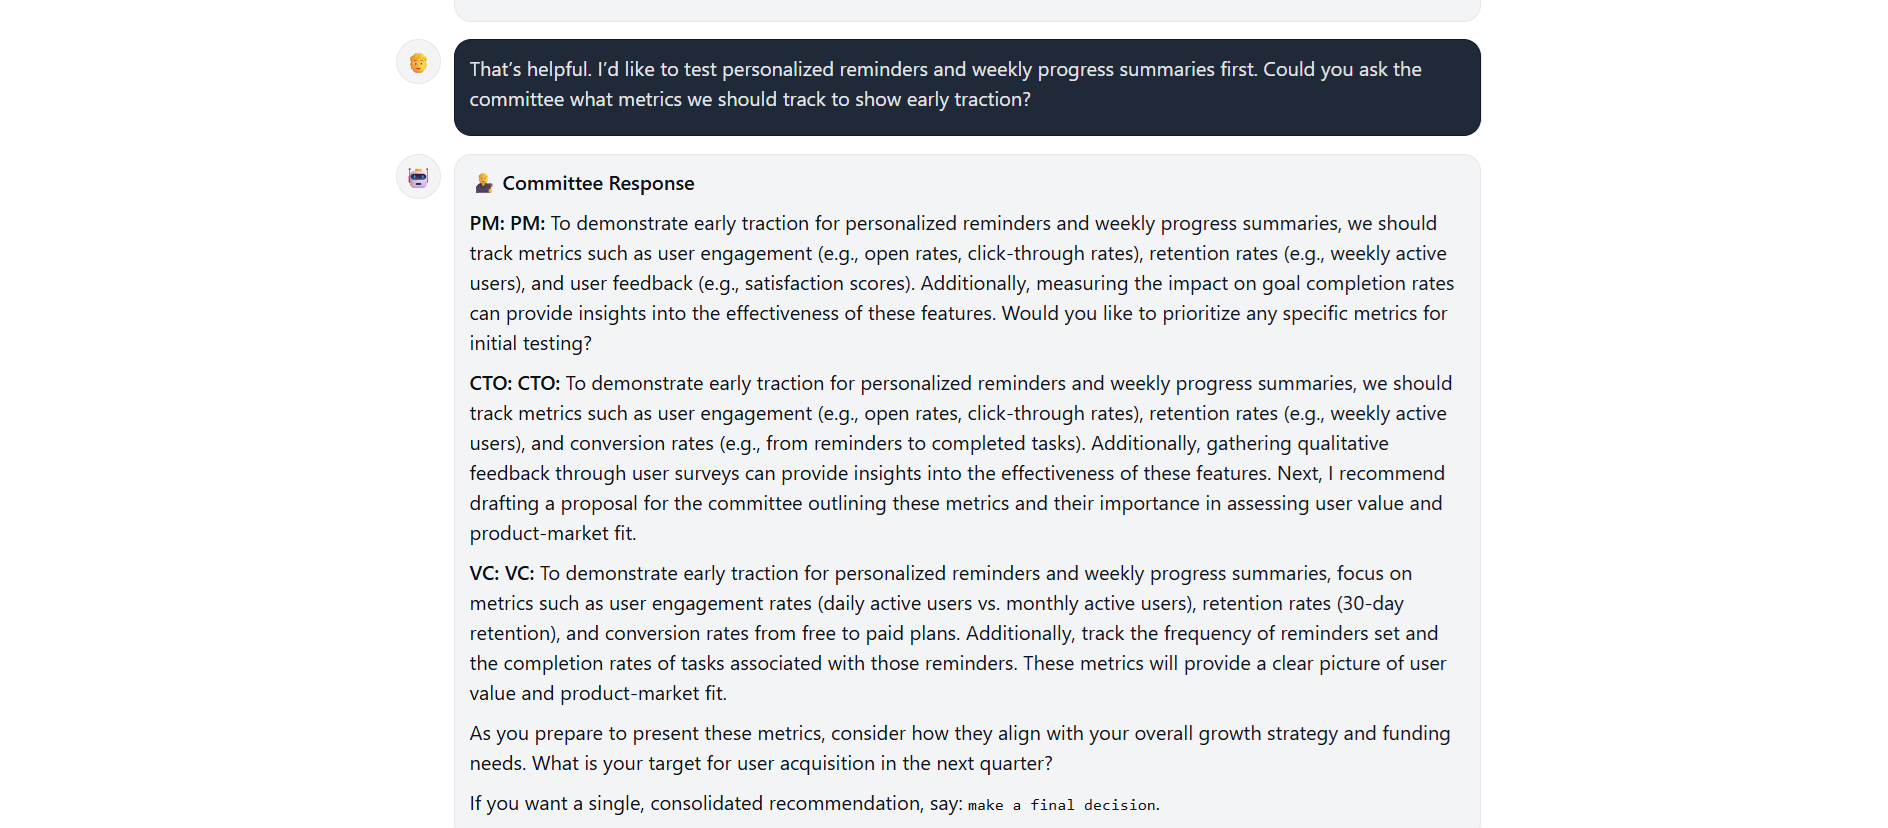 That’s helpful. I’d like to test personalized reminders and weekly progress summaries first. Could you ask the
committee what metrics we should track to show early traction?
Committee Response
PM: PM: To demonstrate early traction for personalized reminders and weekly progress summaries, we should
track metrics such as user engagement (e.g., open rates, click-through rates), retention rates (e.g., weekly active
users), and user feedback (e.g., satisfaction scores). Additionally, measuring the impact on goal completion rates
can provide insights into the effectiveness of these features. Would you like to prioritize any specific metrics for
initial testing?
CTO: CTO: To demonstrate early traction for personalized reminders and weekly progress summaries, we should
track metrics such as user engagement (e.g., open rates, click-through rates), retention rates (e.g., weekly active
users), and conversion rates (e.g., from reminders to completed tasks). Additionally, gathering qualitative
feedback through user surveys can provide insights into the effectiveness of these features. Next, I recommend
drafting a proposal for the committee outlining these metrics and their importance in assessing user value and
product-market fit.
VC: VC: To demonstrate early traction for personalized reminders and weekly progress summaries, focus on
metrics such as user engagement rates (daily active users vs. monthly active users), retention rates (30-day
retention), and conversion rates from free to paid plans. Additionally, track the frequency of reminders set and
the completion rates of tasks associated with those reminders. These metrics will provide a clear picture of user
value and product-market fit.
As you prepare to present these metrics, consider how they align with your overall growth strategy and funding
needs. What is your target for user acquisition in the next quarter?
If you want a single, consolidated recommendation, say: make a final decision.